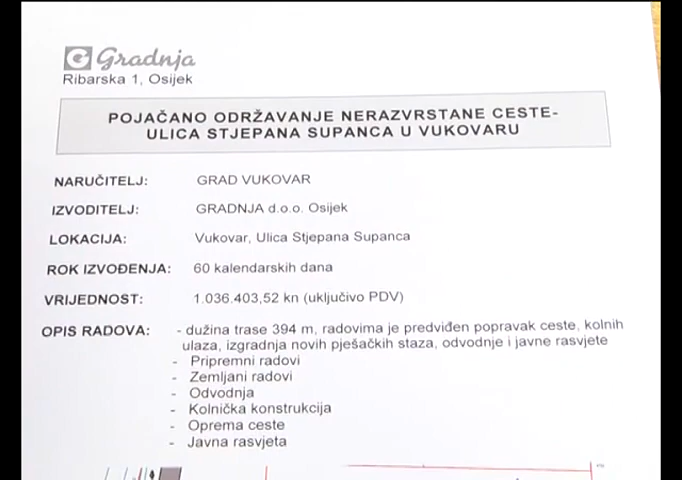 G Gradnja
Ribarska 1, Osijek
POJAČANO ODRŽAVANJE NERAZVRSTANE CESTE-
ULICA STJEPANA SUPANCA U VUKOVARU
NARUČITELJ: GRAD VUKOVAR
IZVODITELJ: GRADNJA d.o.o. Osijek
LOKACIJA: Vukovar, Ulica Stjepana Supanca
ROK IZVOĐENJA: 60 kalendarskih dana
VRIJEDNOST: 1.036.403,52 kn (uključivo PDV)
OPIS RADOVA: - dužina trase 394 m, radovima je predviđen popravak ceste, kolnih
ulaza, izgradnja novih pješačkih staza, odvodnje i javne rasvjete
- Pripremni radovi
- Zemljani radovi
- Odvodnja
- Kolnička konstrukcija
- Oprema ceste
- Javna rasvjeta